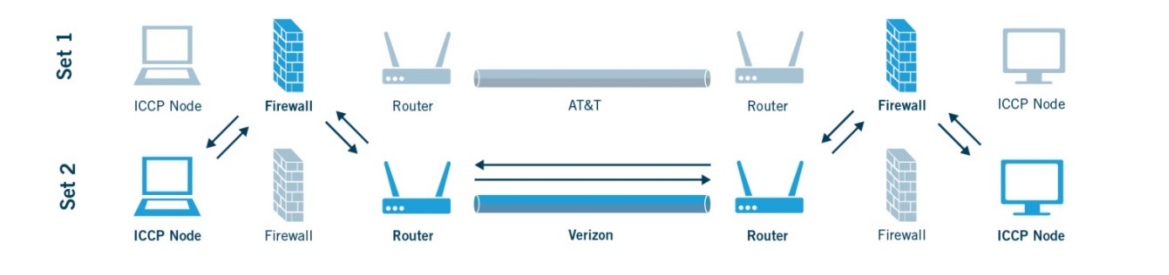 Set 1
ICCP Node Firewall Router AT&T Router Firewall ICCP Node
Set 2
ICCP Node Firewall Router Verizon Router Firewall ICCP Node